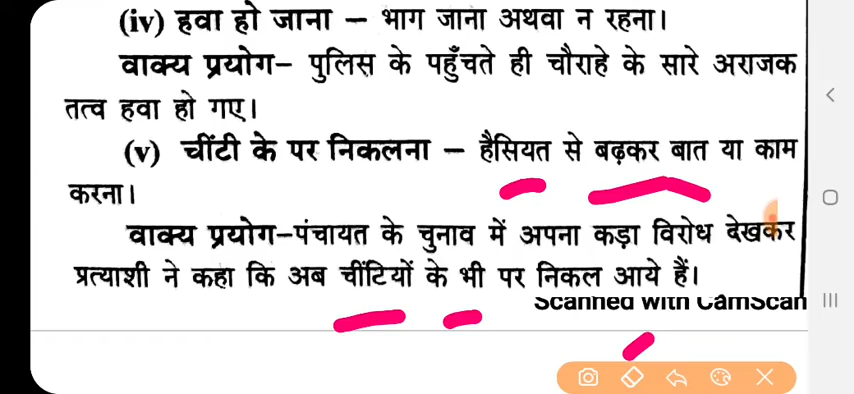 (iv) हवा हो जाना – भाग जाना अथवा न रहना।
वाक्य प्रयोग– पुलिस के पहुँचते ही चौराहे के सारे अराजक
तत्व हवा हो गए।
(v) चींटी के पर निकलना – हैसियत से बढ़कर बात या काम
करना।
वाक्य प्रयोग–पंचायत के चुनाव में अपना कड़ा विरोध देखकर
प्रत्याशी ने कहा कि अब चींटियों के भी पर निकल आये हैं।
Scanned with CamScan